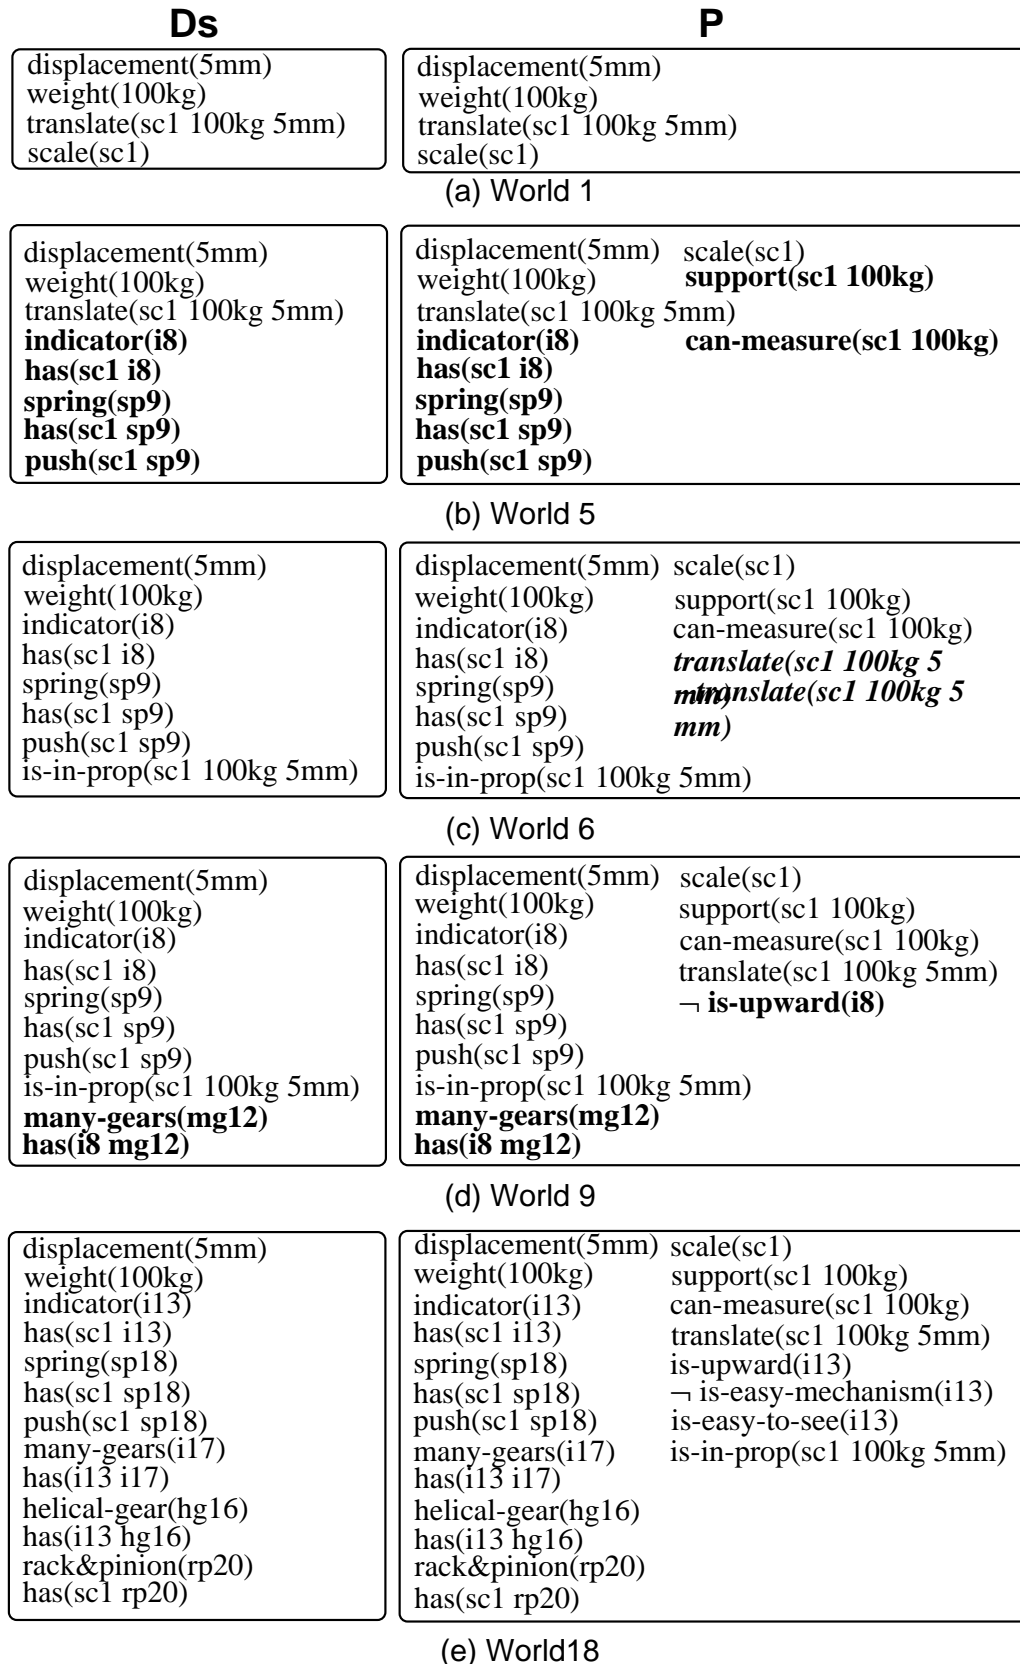 Ds
P
displacement(5mm)
weight(100kg)
translate(sc1 100kg 5mm)
scale(sc1)
displacement(5mm)
weight(100kg)
translate(sc1 100kg 5mm)
scale(sc1)
(a) World 1
displacement(5mm)
weight(100kg)
translate(sc1 100kg 5mm)
indicator(i8)
has(sc1 i8)
spring(sp9)
has(sc1 sp9)
push(sc1 sp9)
displacement(5mm)
weight(100kg)
translate(sc1 100kg 5mm)
indicator(i8)
has(sc1 i8)
spring(sp9)
has(sc1 sp9)
push(sc1 sp9)
scale(sc1)
support(sc1 100kg)
can-measure(sc1 100kg)
(b) World 5
displacement(5mm)
weight(100kg)
indicator(i8)
has(sc1 i8)
spring(sp9)
has(sc1 sp9)
push(sc1 sp9)
is-in-prop(sc1 100kg 5mm)
displacement(5mm)
weight(100kg)
indicator(i8)
has(sc1 i8)
spring(sp9)
has(sc1 sp9)
push(sc1 sp9)
is-in-prop(sc1 100kg 5mm)
scale(sc1)
support(sc1 100kg)
can-measure(sc1 100kg)
translate(sc1 100kg 5
mm)
translate(sc1 100kg 5
mm)
(c) World 6
displacement(5mm)
weight(100kg)
indicator(i8)
has(sc1 i8)
spring(sp9)
has(sc1 sp9)
push(sc1 sp9)
is-in-prop(sc1 100kg 5mm)
many-gears(mg12)
has(i8 mg12)
displacement(5mm)
weight(100kg)
indicator(i8)
has(sc1 i8)
spring(sp9)
has(sc1 sp9)
push(sc1 sp9)
is-in-prop(sc1 100kg 5mm)
many-gears(mg12)
has(i8 mg12)
scale(sc1)
support(sc1 100kg)
can-measure(sc1 100kg)
translate(sc1 100kg 5mm)
¬ is-upward(i8)
(d) World 9
displacement(5mm)
weight(100kg)
indicator(i13)
has(sc1 i13)
spring(sp18)
has(sc1 sp18)
push(sc1 sp18)
many-gears(i17)
has(i13 i17)
helical-gear(hg16)
has(i13 hg16)
rack&pinion(rp20)
has(sc1 rp20)
displacement(5mm)
weight(100kg)
indicator(i13)
has(sc1 i13)
spring(sp18)
has(sc1 sp18)
push(sc1 sp18)
many-gears(i17)
has(i13 i17)
helical-gear(hg16)
has(i13 hg16)
rack&pinion(rp20)
has(sc1 rp20)
scale(sc1)
support(sc1 100kg)
can-measure(sc1 100kg)
translate(sc1 100kg 5mm)
is-upward(i13)
¬ is-easy-mechanism(i13)
is-easy-to-see(i13)
is-in-prop(sc1 100kg 5mm)
(e) World18